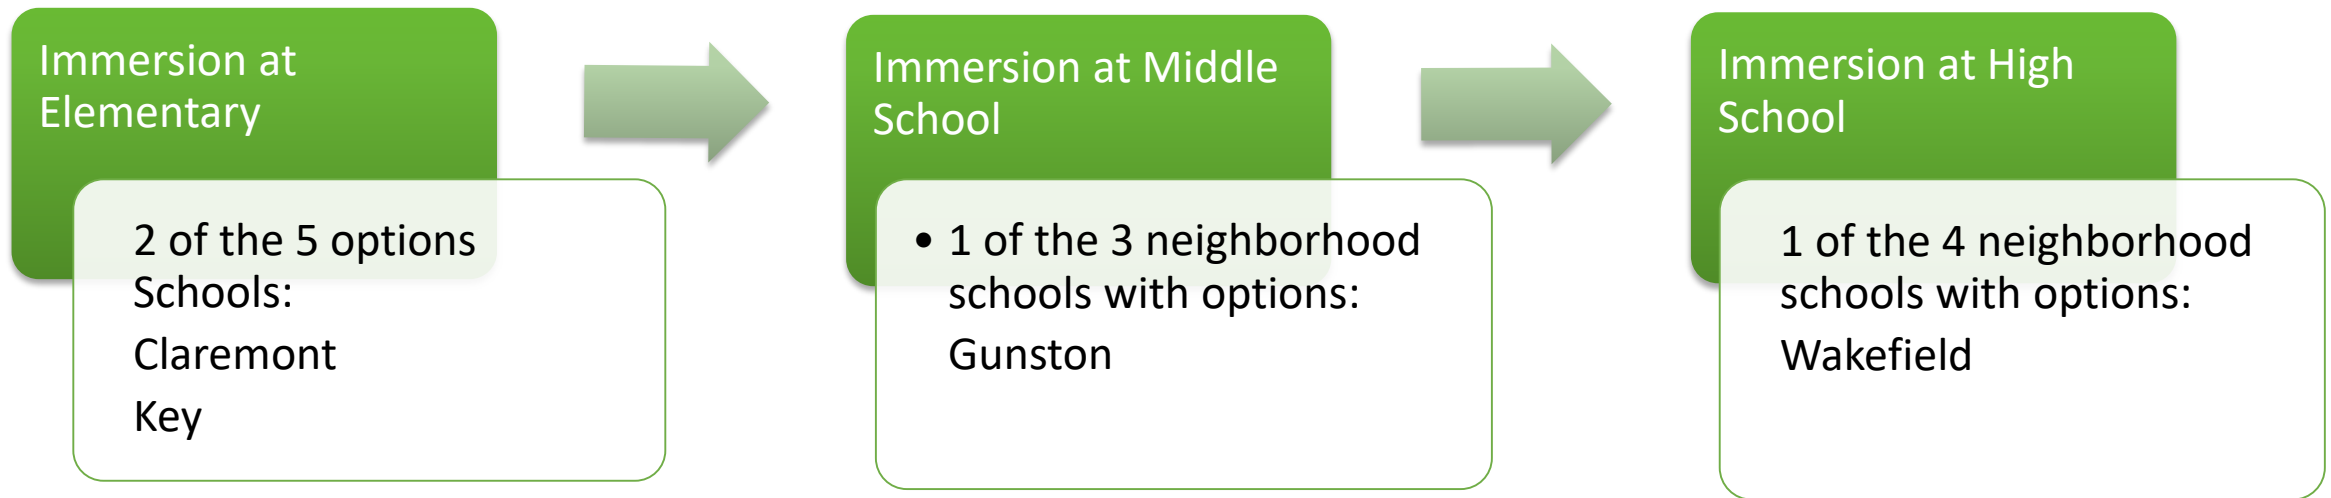 Immersion at
Elementary
2 of the 5 options
Schools:
Claremont
Key
Immersion at Middle
School
• 1 of the 3 neighborhood
schools with options:
Gunston
Immersion at High
School
1 of the 4 neighborhood
schools with options:
Wakefield